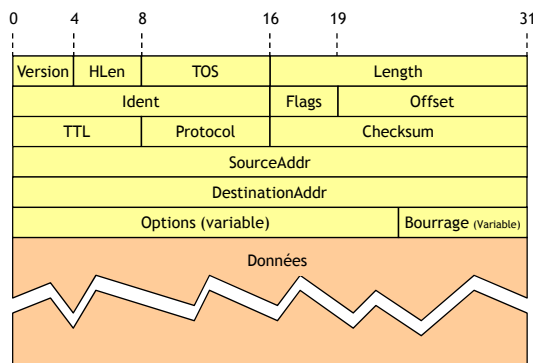 0 4 8 16 19 31
Version HLen TOS Length
Ident Flags Offset
TTL Protocol Checksum
SourceAddr
DestinationAddr
Options (variable) Bourrage (Variable)
Données